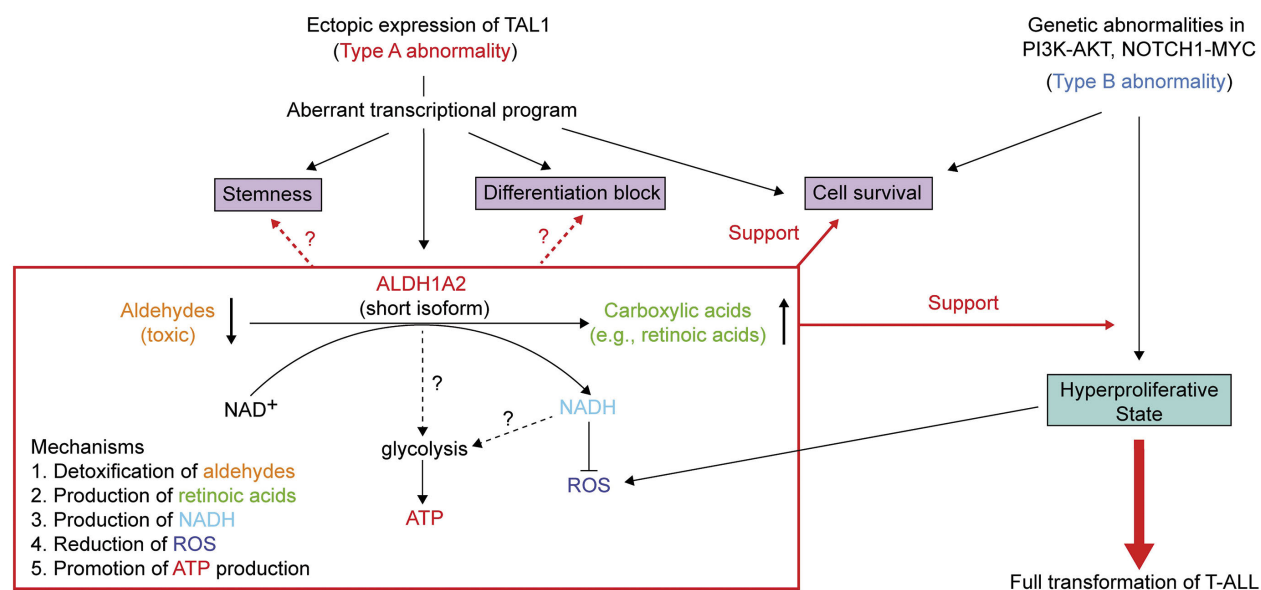 Ectopic expression of TAL1
(Type A abnormality)
Genetic abnormalities in
PI3K-AKT, NOTCH1-MYC
(Type B abnormality)
Aberrant transcriptional program
Stemness
Differentiation block
Cell survival
?
?
Support
ALDH1A2
(short isoform)
Aldehydes
(toxic)
Carboxylic acids
(e.g., retinoic acids)
Support
?
NAD+
NADH
?
glycolysis
ROS
ATP
Hyperproliferative
State
Mechanisms
1. Detoxification of aldehydes
2. Production of retinoic acids
3. Production of NADH
4. Reduction of ROS
5. Promotion of ATP production
Full transformation of T-ALL